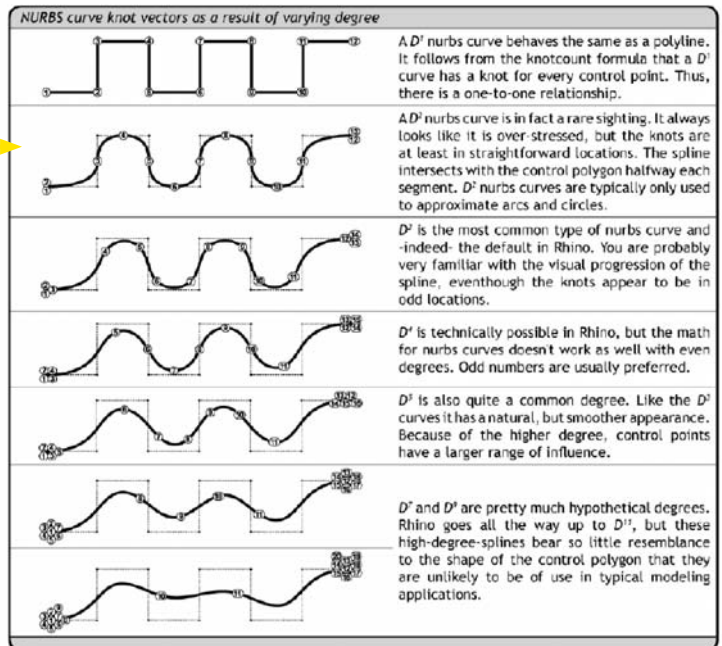 NURBS curve knot vectors as a result of varying degree
A D¹ nurbs curve behaves the same as a polyline.
It follows from the knotcount formula that a D¹
curve has a knot for every control point. Thus,
there is a one-to-one relationship.
A D² nurbs curve is in fact a rare sighting. It always
looks like it is over-stressed, but the knots are
at least in straightforward locations. The spline
intersects with the control polygon halfway each
segment. D² nurbs curves are typically only used
to approximate arcs and circles.
D³ is the most common type of nurbs curve and
-indeed- the default in Rhino. You are probably
very familiar with the visual progression of the
spline, eventhough the knots appear to be in
odd locations.
D⁴ is technically possible in Rhino, but the math
for nurbs curves doesn't work as well with even
degrees. Odd numbers are usually preferred.
D⁵ is also quite a common degree. Like the D³
curves it has a natural, but smoother appearance.
Because of the higher degree, control points
have a larger range of influence.
D⁷ and D⁹ are pretty much hypothetical degrees.
Rhino goes all the way up to D¹¹, but these
high-degree-splines bear so little resemblance
to the shape of the control polygon that they
are unlikely to be of use in typical modeling
applications.